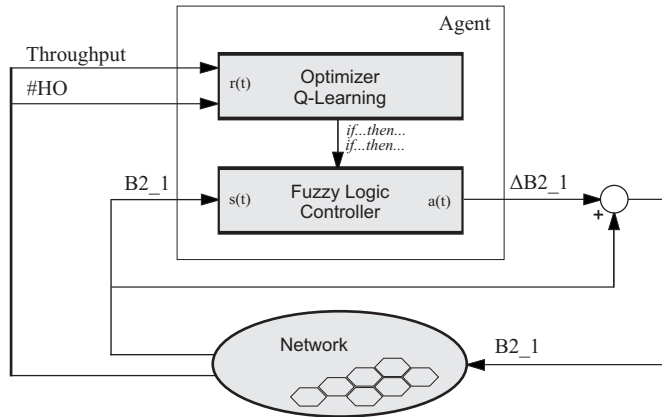 Agent
Throughput
#HO
r(t)
Optimizer
Q-Learning
if...then...
if...then...
B2_1
s(t)
Fuzzy Logic
Controller
a(t)
ΔB2_1
+
Network
B2_1